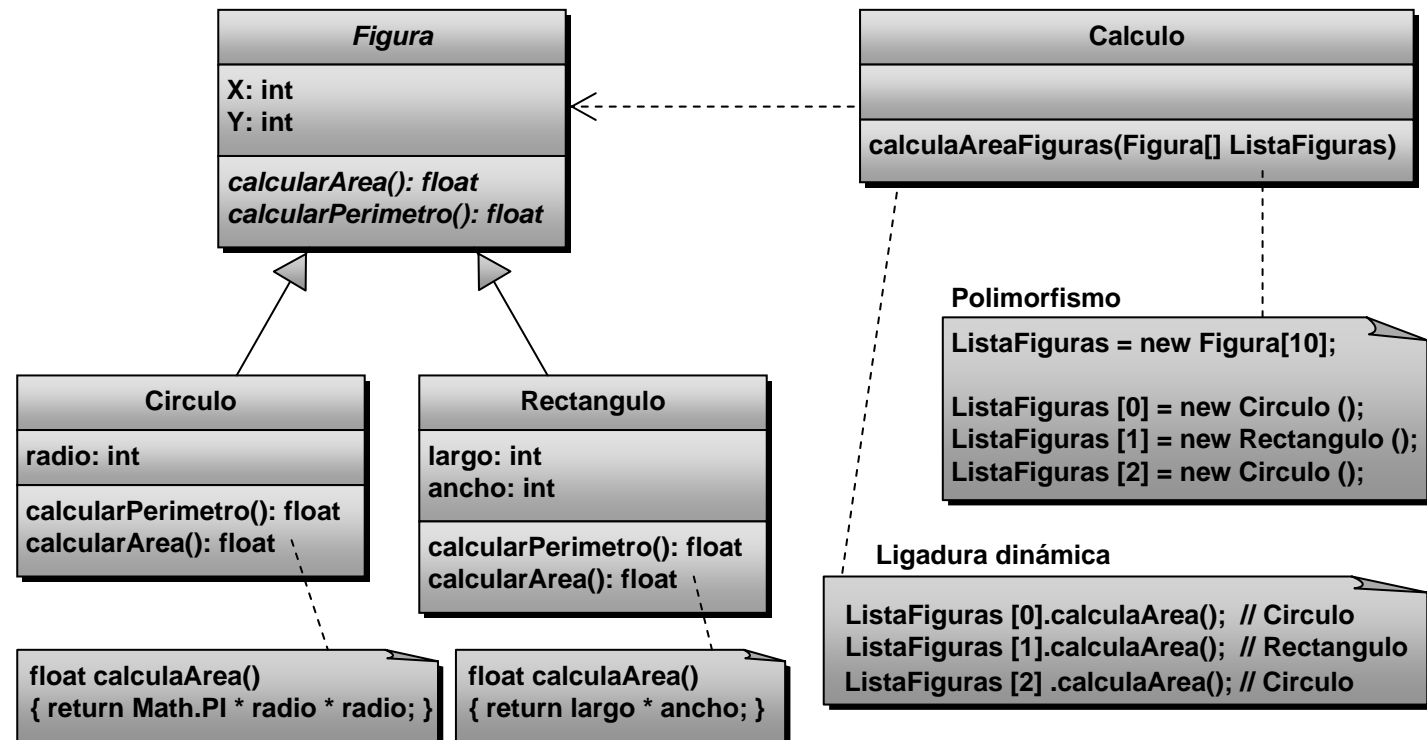 Figura
X: int
Y: int
calcularArea(): float
calcularPerimetro(): float
Calculo
calculaAreaFiguras(Figura[] ListaFiguras)
Polimorfismo
ListaFiguras = new Figura[10];
ListaFiguras [0] = new Circulo ();
ListaFiguras [1] = new Rectangulo ();
ListaFiguras [2] = new Circulo ();
Circulo
radio: int
calcularPerimetro(): float
calcularArea(): float
Rectangulo
largo: int
ancho: int
calcularPerimetro(): float
calcularArea(): float
Ligadura dinámica
ListaFiguras [0].calculaArea(); // Circulo
ListaFiguras [1].calculaArea(); // Rectangulo
ListaFiguras [2] .calculaArea(); // Circulo
float calculaArea()
{ return Math.PI * radio * radio; }
float calculaArea()
{ return largo * ancho; }